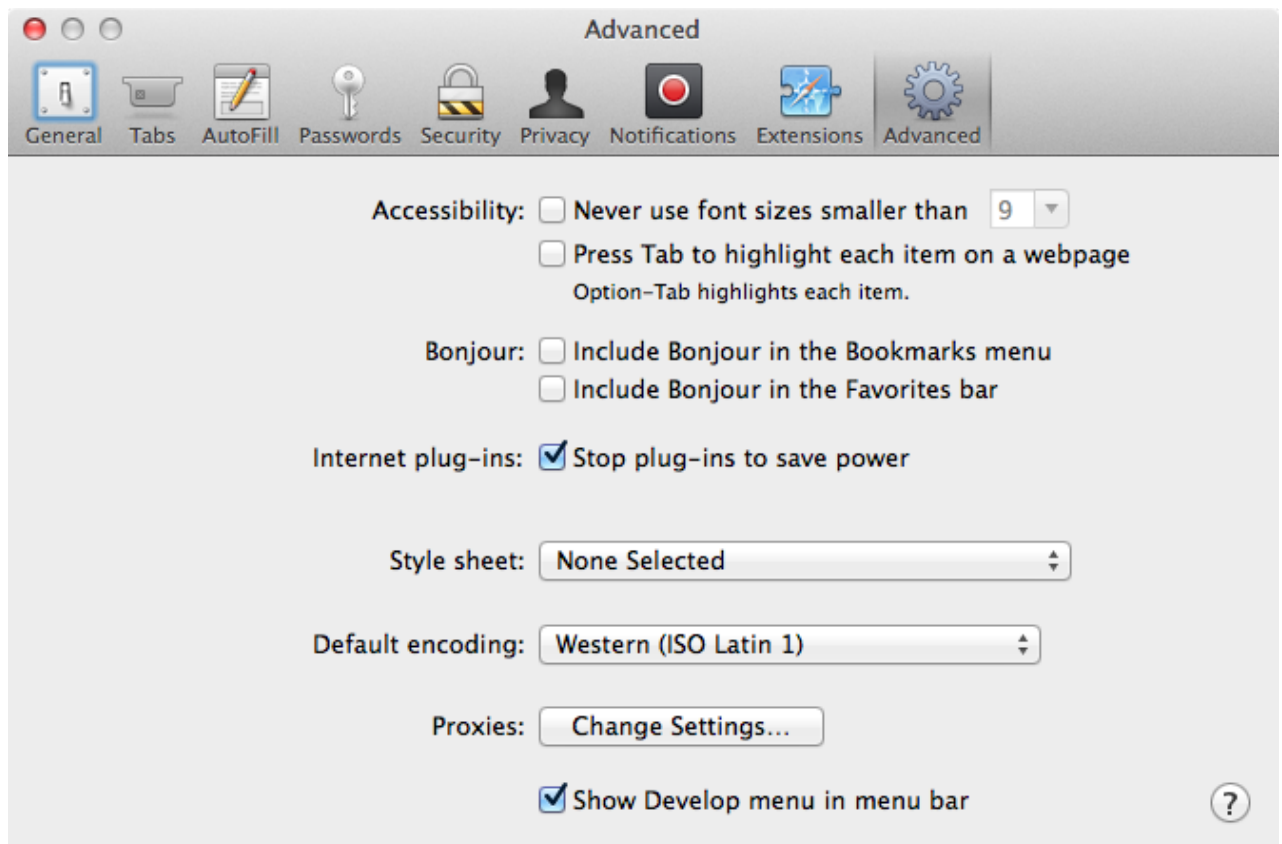 Advanced
General Tabs AutoFill Passwords Security Privacy Notifications Extensions Advanced
Accessibility: Never use font sizes smaller than 9
Press Tab to highlight each item on a webpage
Option-Tab highlights each item.
Bonjour: Include Bonjour in the Bookmarks menu
Include Bonjour in the Favorites bar
Internet plug-ins: Stop plug-ins to save power
Style sheet: None Selected
Default encoding: Western (ISO Latin 1)
Proxies: Change Settings...
Show Develop menu in menu bar
?